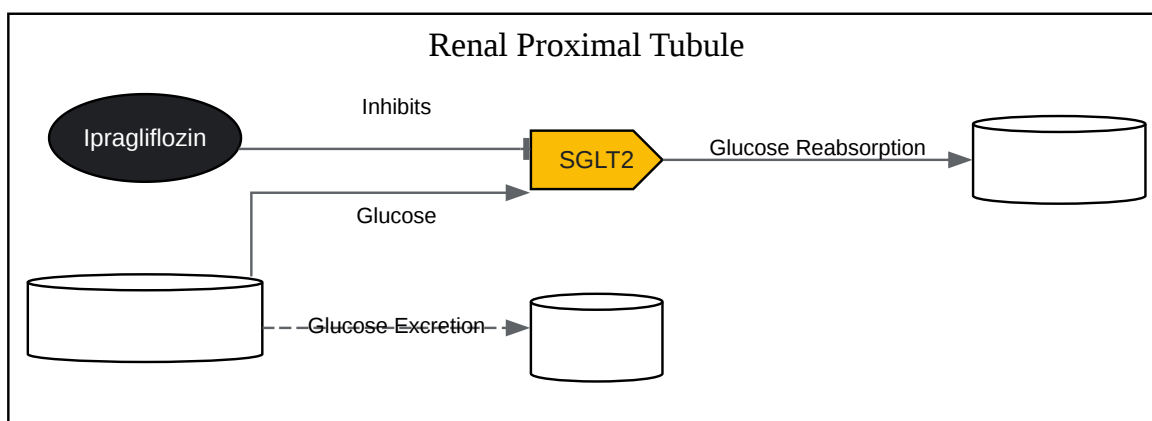 Renal Proximal Tubule
Inhibits
Ipragliflozin
SGLT2
Glucose Reabsorption
Glucose
Glucose Excretion